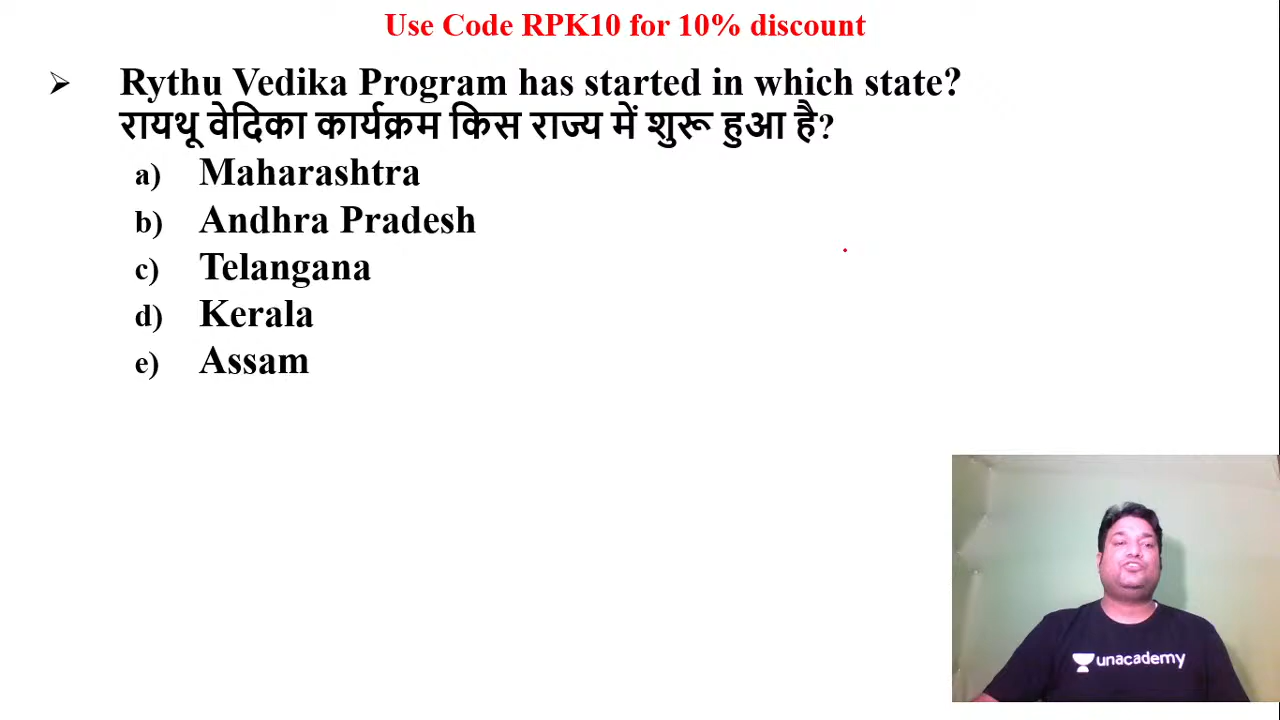 Use Code RPK10 for 10% discount
➢ Rythu Vedika Program has started in which state?
रायथू वेदिका कार्यक्रम किस राज्य में शुरू हुआ है?
a) Maharashtra
b) Andhra Pradesh
c) Telangana
d) Kerala
e) Assam
unacademy